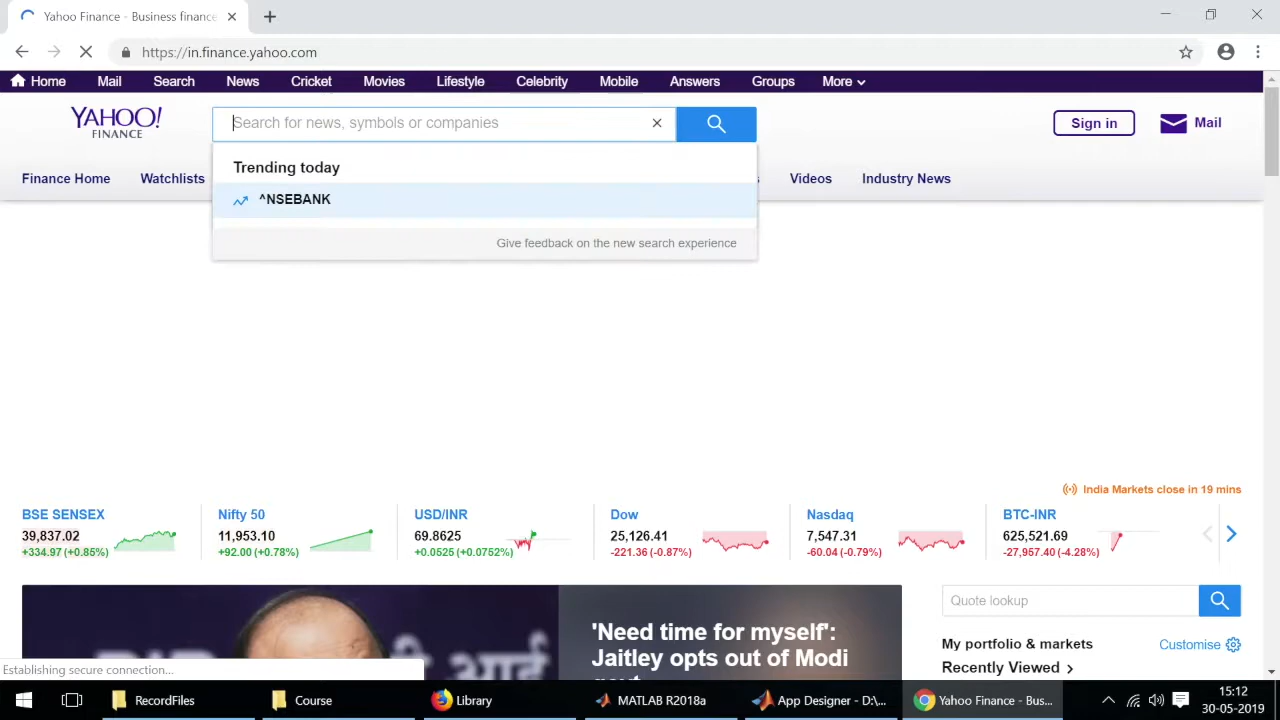 Yahoo Finance - Business finance
https://in.finance.yahoo.com
Home Mail Search News Cricket Movies Lifestyle Celebrity Mobile Answers Groups More
YAHOO!
FINANCE
Search for news, symbols or companies
Sign in
Mail
Trending today
Finance Home Watchlists Videos Industry News
^NSEBANK
Give feedback on the new search experience
India Markets close in 19 mins
BSE SENSEX
39,837.02
+334.97 (+0.85%)
Nifty 50
11,953.10
+92.00 (+0.78%)
USD/INR
69.8625
+0.0525 (+0.0752%)
Dow
25,126.41
-221.36 (-0.87%)
Nasdaq
7,547.31
-60.04 (-0.79%)
BTC-INR
625,521.69
-27,957.40 (-4.28%)
'Need time for myself':
Jaitley opts out of Modi
Quote lookup
My portfolio & markets
Customise
Recently Viewed
Establishing secure connection...
RecordFiles
Course
Library
MATLAB R2018a
App Designer - D:\...
Yahoo Finance - Bus...
15:12
30-05-2019